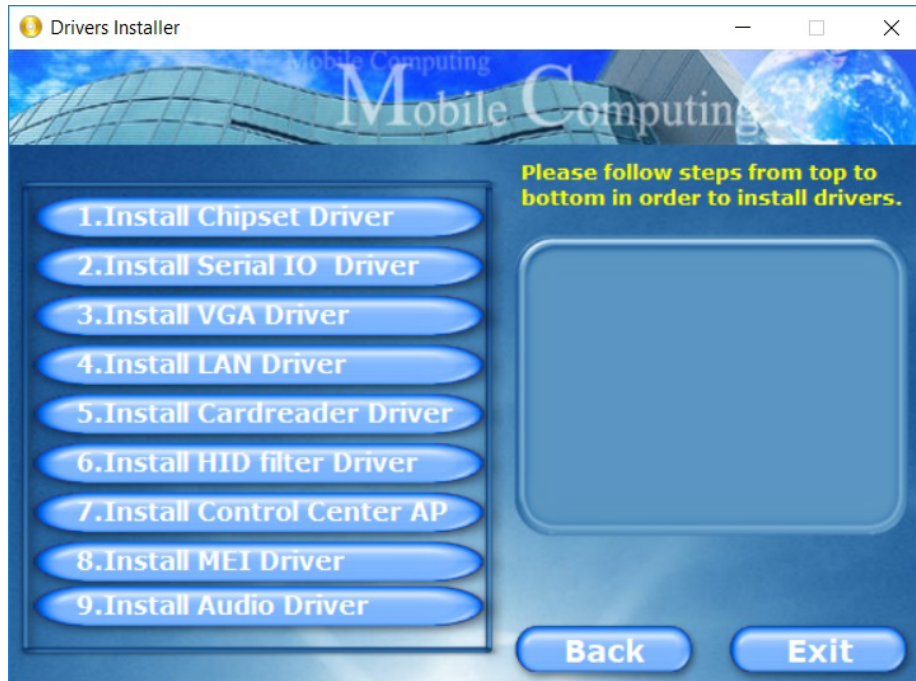 Drivers Installer
Mobile Computing
Mobile Computing
Please follow steps from top to
bottom in order to install drivers.
1.Install Chipset Driver
2.Install Serial IO  Driver
3.Install VGA Driver
4.Install LAN Driver
5.Install Cardreader Driver
6.Install HID filter Driver
7.Install Control Center AP
8.Install MEI Driver
9.Install Audio Driver
Back
Exit